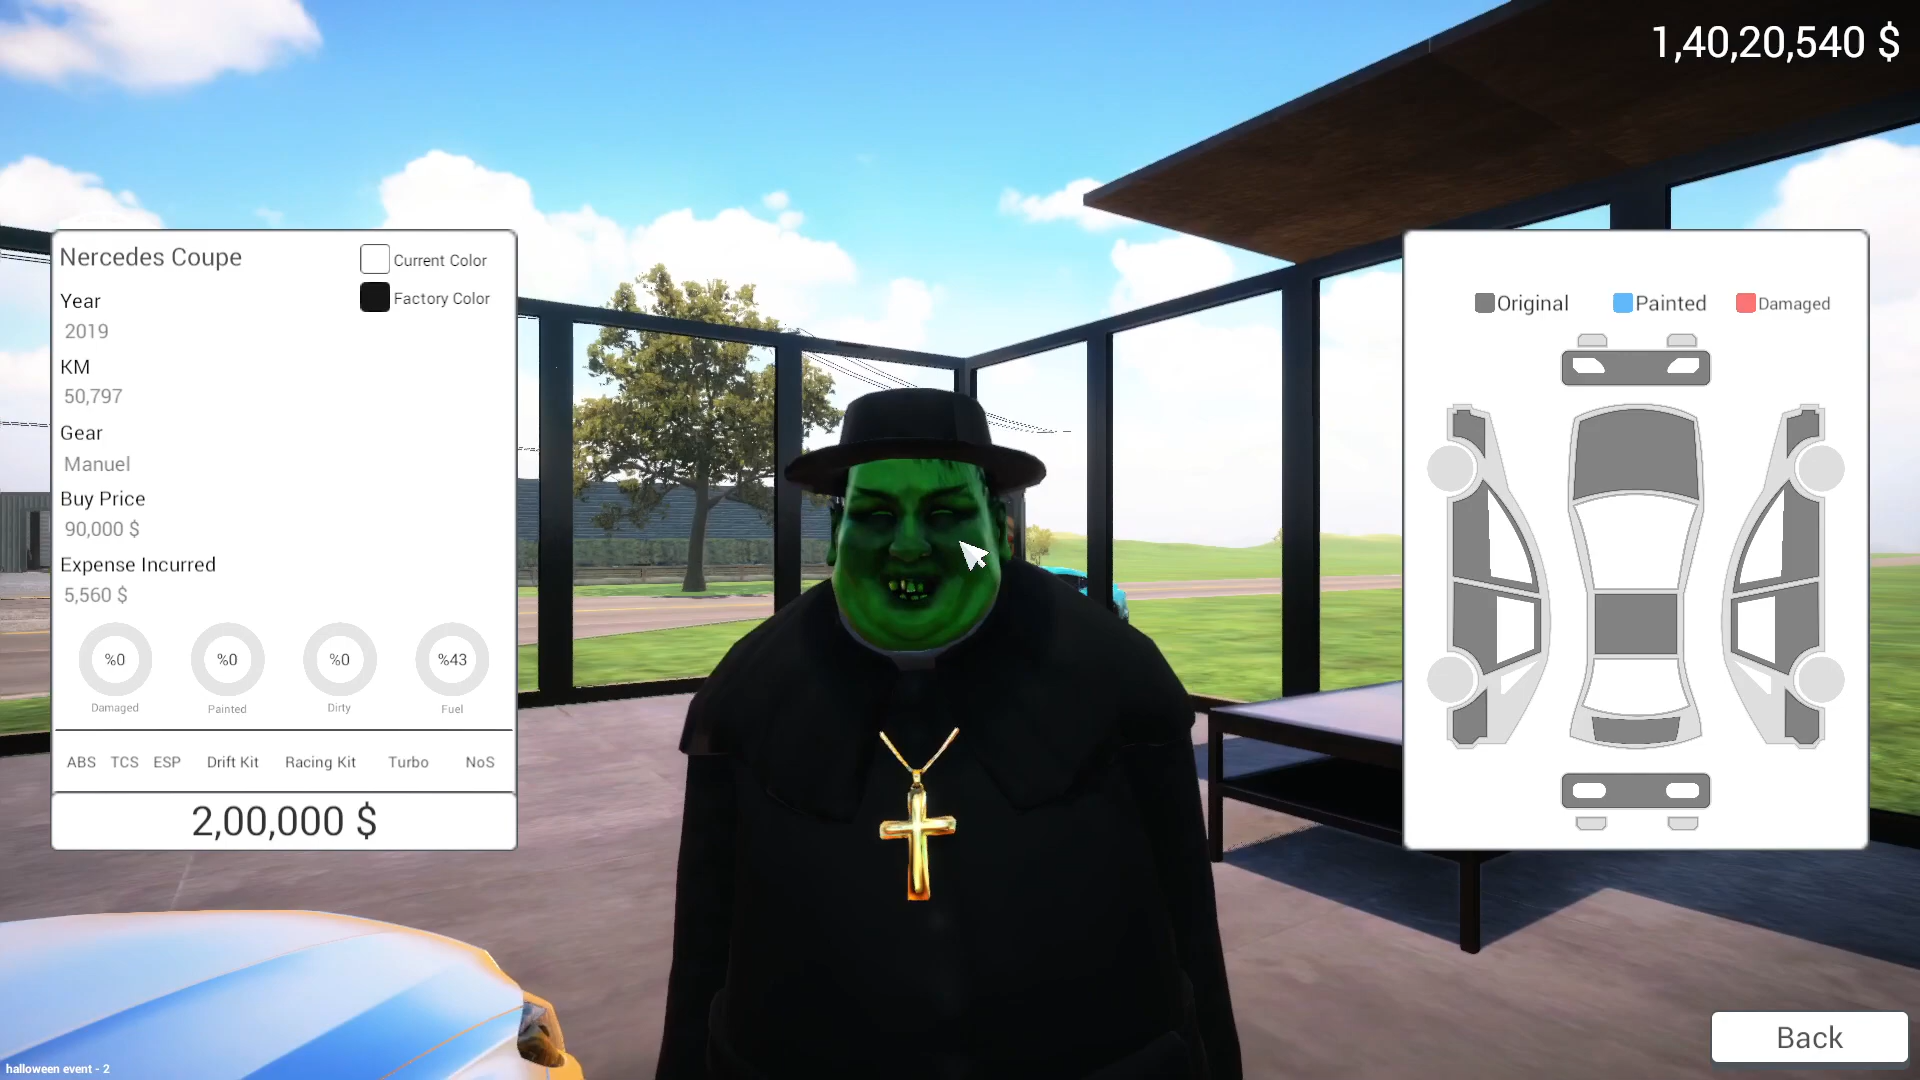 1,40,20,540 $
Nercedes Coupe
Current Color
Factory Color
Year
2019
KM
50,797
Gear
Manuel
Buy Price
90,000 $
Expense Incurred
5,560 $
%0 %0 %0 %43
Damaged Painted Dirty Fuel
ABS TCS ESP Drift Kit Racing Kit Turbo NoS
2,00,000 $
Original Painted Damaged
Back
halloween event - 2